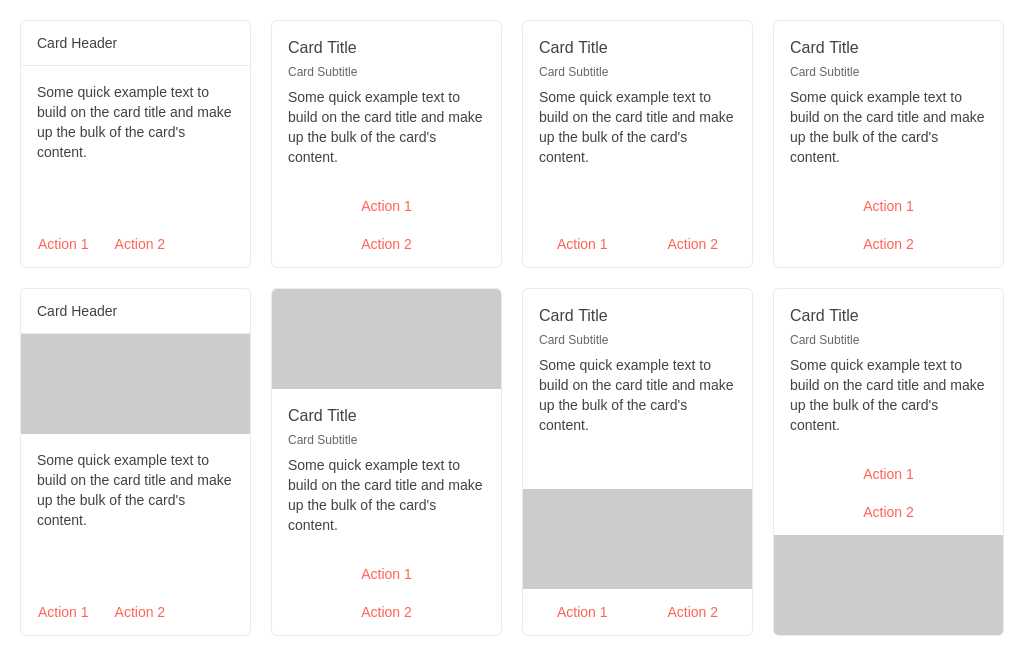 Card Header
Some quick example text to
build on the card title and make
up the bulk of the card's
content.
Action 1 Action 2
Card Title
Card Subtitle
Some quick example text to
build on the card title and make
up the bulk of the card's
content.
Action 1
Action 2
Card Title
Card Subtitle
Some quick example text to
build on the card title and make
up the bulk of the card's
content.
Action 1 Action 2
Card Title
Card Subtitle
Some quick example text to
build on the card title and make
up the bulk of the card's
content.
Action 1
Action 2
Card Header
Some quick example text to
build on the card title and make
up the bulk of the card's
content.
Action 1 Action 2
Card Title
Card Subtitle
Some quick example text to
build on the card title and make
up the bulk of the card's
content.
Action 1
Action 2
Card Title
Card Subtitle
Some quick example text to
build on the card title and make
up the bulk of the card's
content.
Action 1 Action 2
Card Title
Card Subtitle
Some quick example text to
build on the card title and make
up the bulk of the card's
content.
Action 1
Action 2